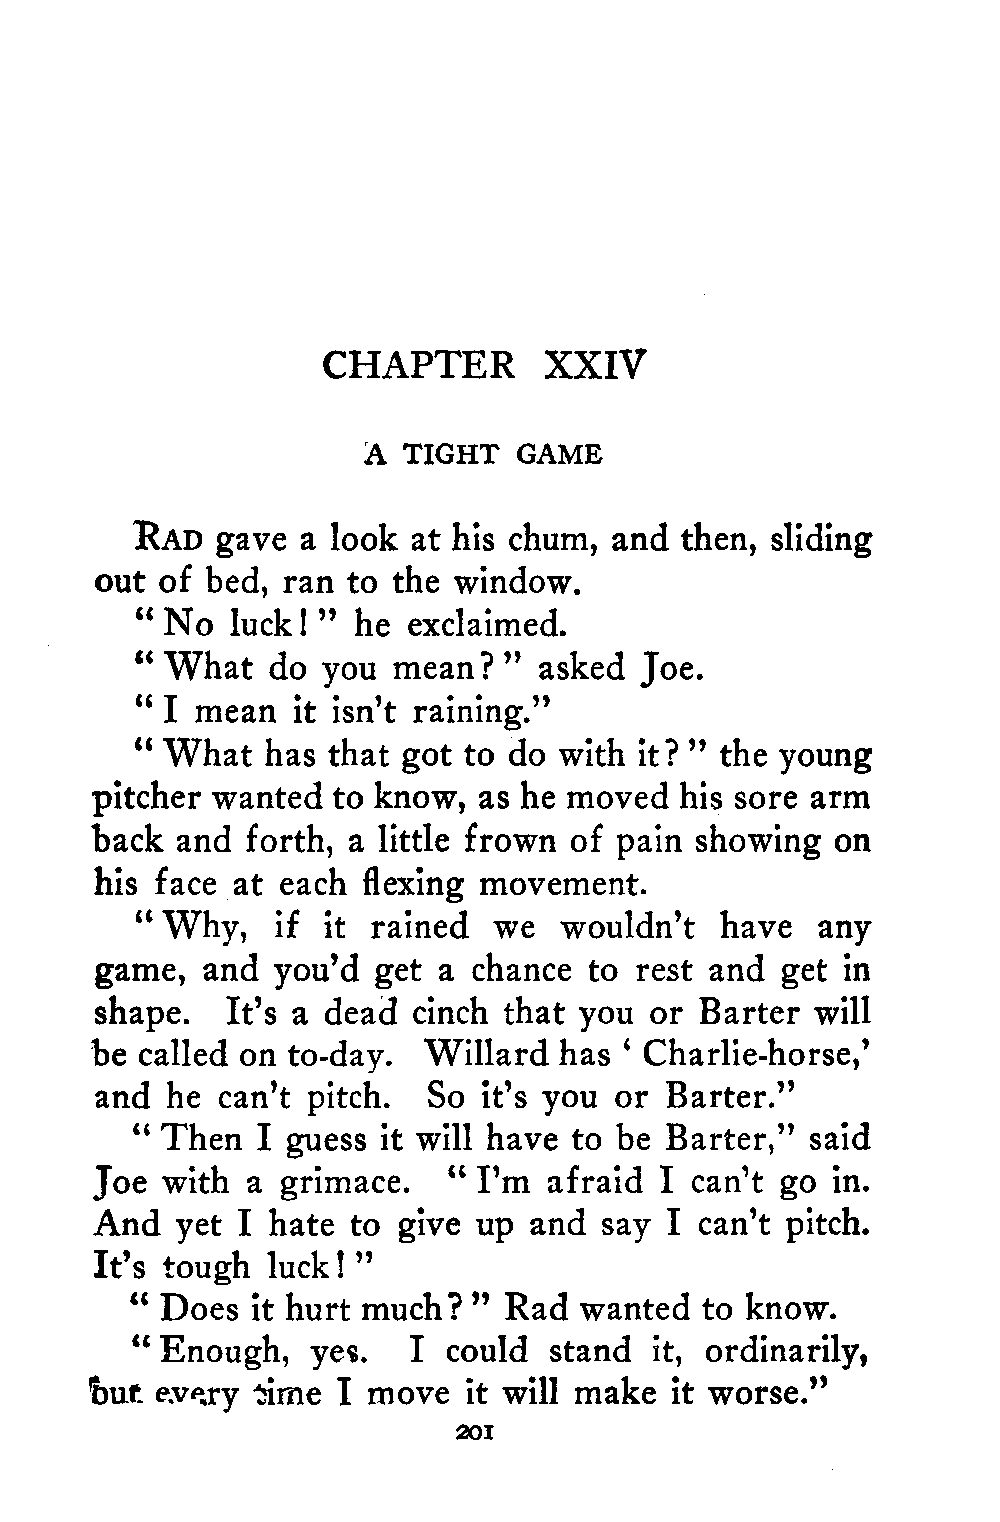 CHAPTER XXIV
A TIGHT GAME
RAD gave a look at his chum, and then, sliding
out of bed, ran to the window.
“ No luck! ” he exclaimed.
“ What do you mean? ” asked Joe.
“ I mean it isn’t raining.”
“ What has that got to do with it? ” the young
pitcher wanted to know, as he moved his sore arm
back and forth, a little frown of pain showing on
his face at each flexing movement.
“ Why, if it rained we wouldn’t have any
game, and you’d get a chance to rest and get in
shape. It’s a dead cinch that you or Barter will
be called on to-day. Willard has ‘ Charlie-horse,’
and he can’t pitch. So it’s you or Barter.”
“ Then I guess it will have to be Barter,” said
Joe with a grimace. “ I’m afraid I can’t go in.
And yet I hate to give up and say I can’t pitch.
It’s tough luck! ”
“ Does it hurt much? ” Rad wanted to know.
“ Enough, yes. I could stand it, ordinarily,
but every time I move it will make it worse.”
201